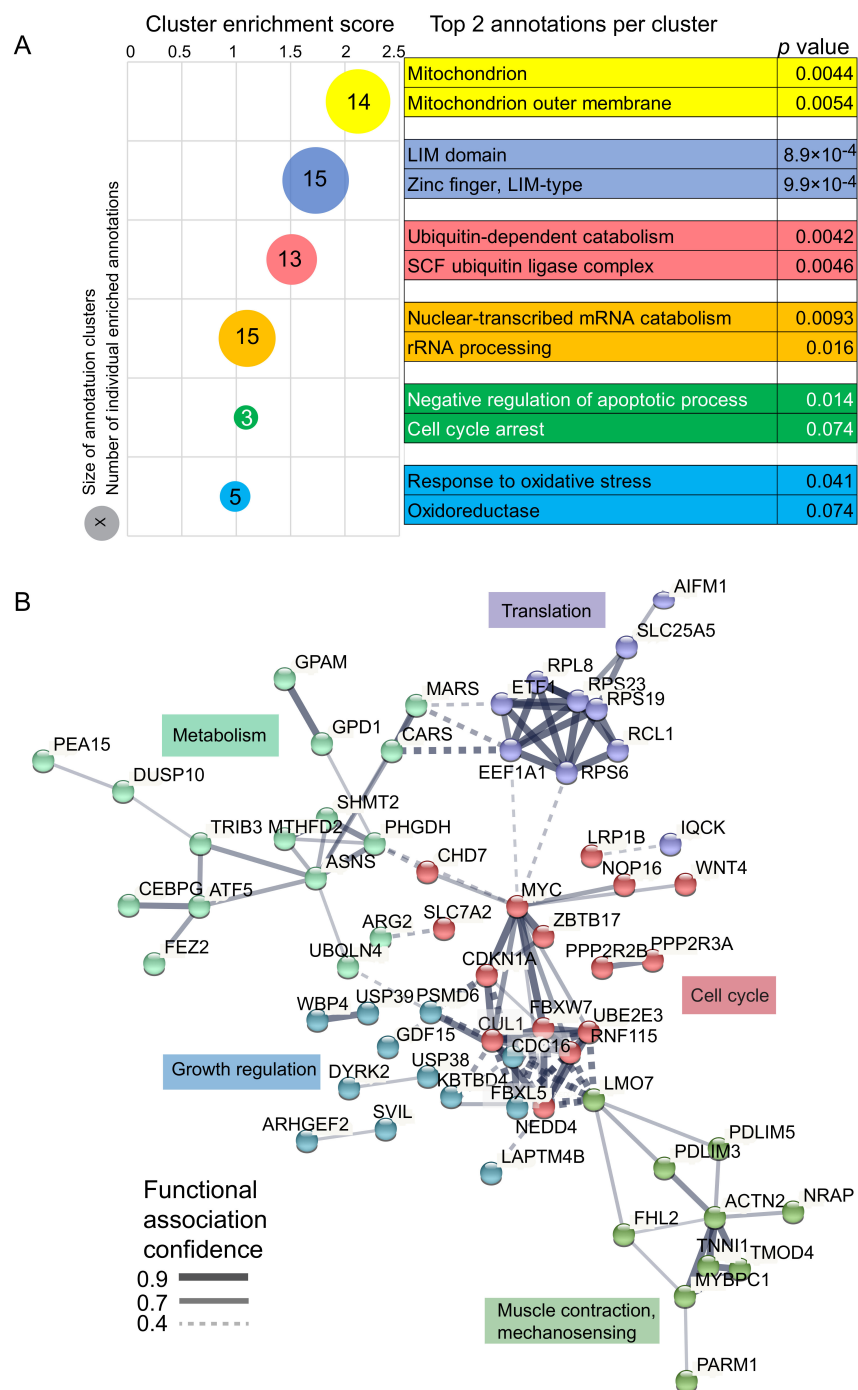 A
Cluster enrichment score
Top 2 annotations per cluster
0 0.5 1 1.5 2 2.5
p value
14
Mitochondrion 0.0044
Mitochondrion outer membrane 0.0054
15
LIM domain 8.9×10-4
Zinc finger, LIM-type 9.9×10-4
13
Ubiquitin-dependent catabolism 0.0042
SCF ubiquitin ligase complex 0.0046
15
Nuclear-transcribed mRNA catabolism 0.0093
rRNA processing 0.016
3
Negative regulation of apoptotic process 0.014
Cell cycle arrest 0.074
5
Response to oxidative stress 0.041
Oxidoreductase 0.074
X
Size of annotatuion clusters
Number of individual enriched annotations
B
AIFM1
Translation
SLC25A5
GPAM
RPL8
MARS
ETF1
RPS23
RPS19
Metabolism
GPD1
CARS
RCL1
PEA15
EEF1A1
RPS6
DUSP10
SHMT2
TRIB3
MTHFD2
PHGDH
LRP1B
IQCK
ASNS
CHD7
NOP16
WNT4
CEBPG
ATF5
MYC
ARG2
SLC7A2
ZBTB17
FEZ2
UBQLN4
CDKN1A
PPP2R2B
PPP2R3A
Cell cycle
WBP4
USP39
PSMD6
FBXW7
UBE2E3
GDF15
CUL1
RNF115
CDC16
Growth regulation
USP38
DYRK2
KBTBD4
FBXL5
LMO7
ARHGEF2
SVIL
NEDD4
PDLIM5
LAPTM4B
PDLIM3
Functional
association
confidence
ACTN2
NRAP
FHL2
TNNI1
TMOD4
0.9
MYBPC1
0.7
0.4
Muscle contraction,
mechanosensing
PARM1